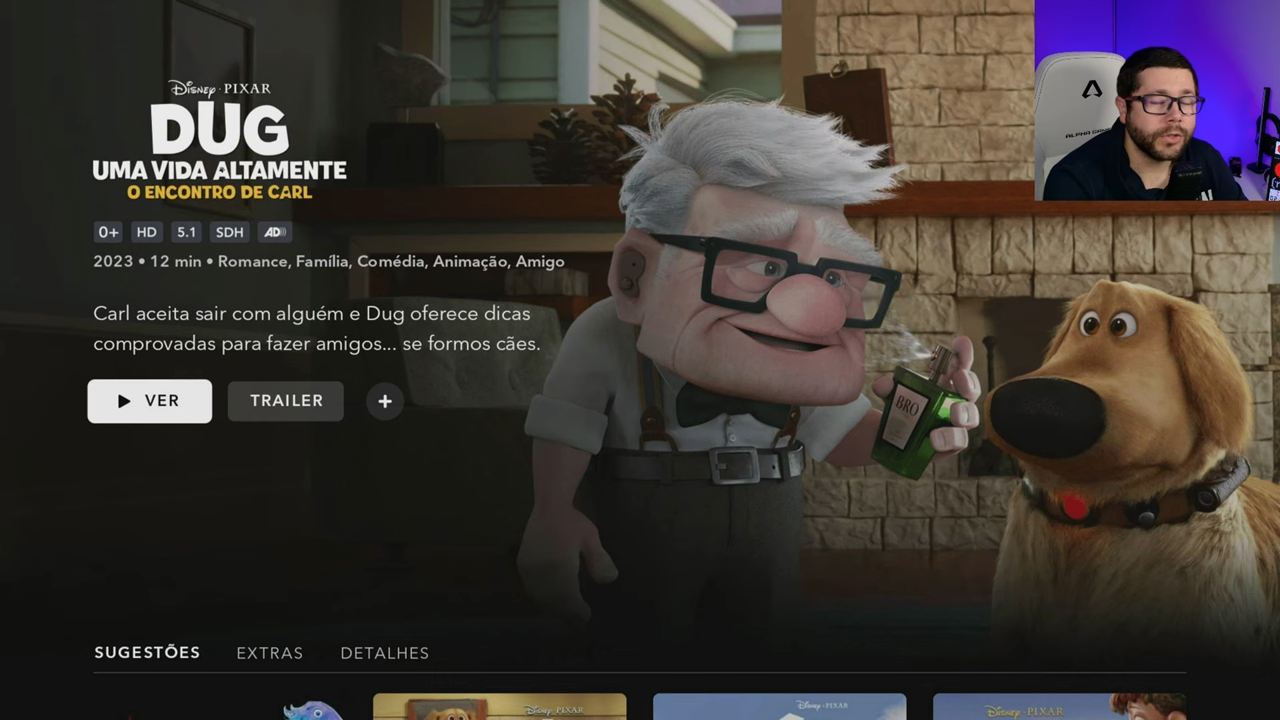 Disney · PIXAR
DUG
UMA VIDA ALTAMENTE
O ENCONTRO DE CARL
0+ HD 5.1 SDH AD
2023 • 12 min • Romance, Família, Comédia, Animação, Amigo
Carl aceita sair com alguém e Dug oferece dicas
comprovadas para fazer amigos... se formos cães.
VER TRAILER +
BRO
SUGESTÕES EXTRAS DETALHES
Disney · PIXAR
Disney · PIXAR
Disney · PIXAR